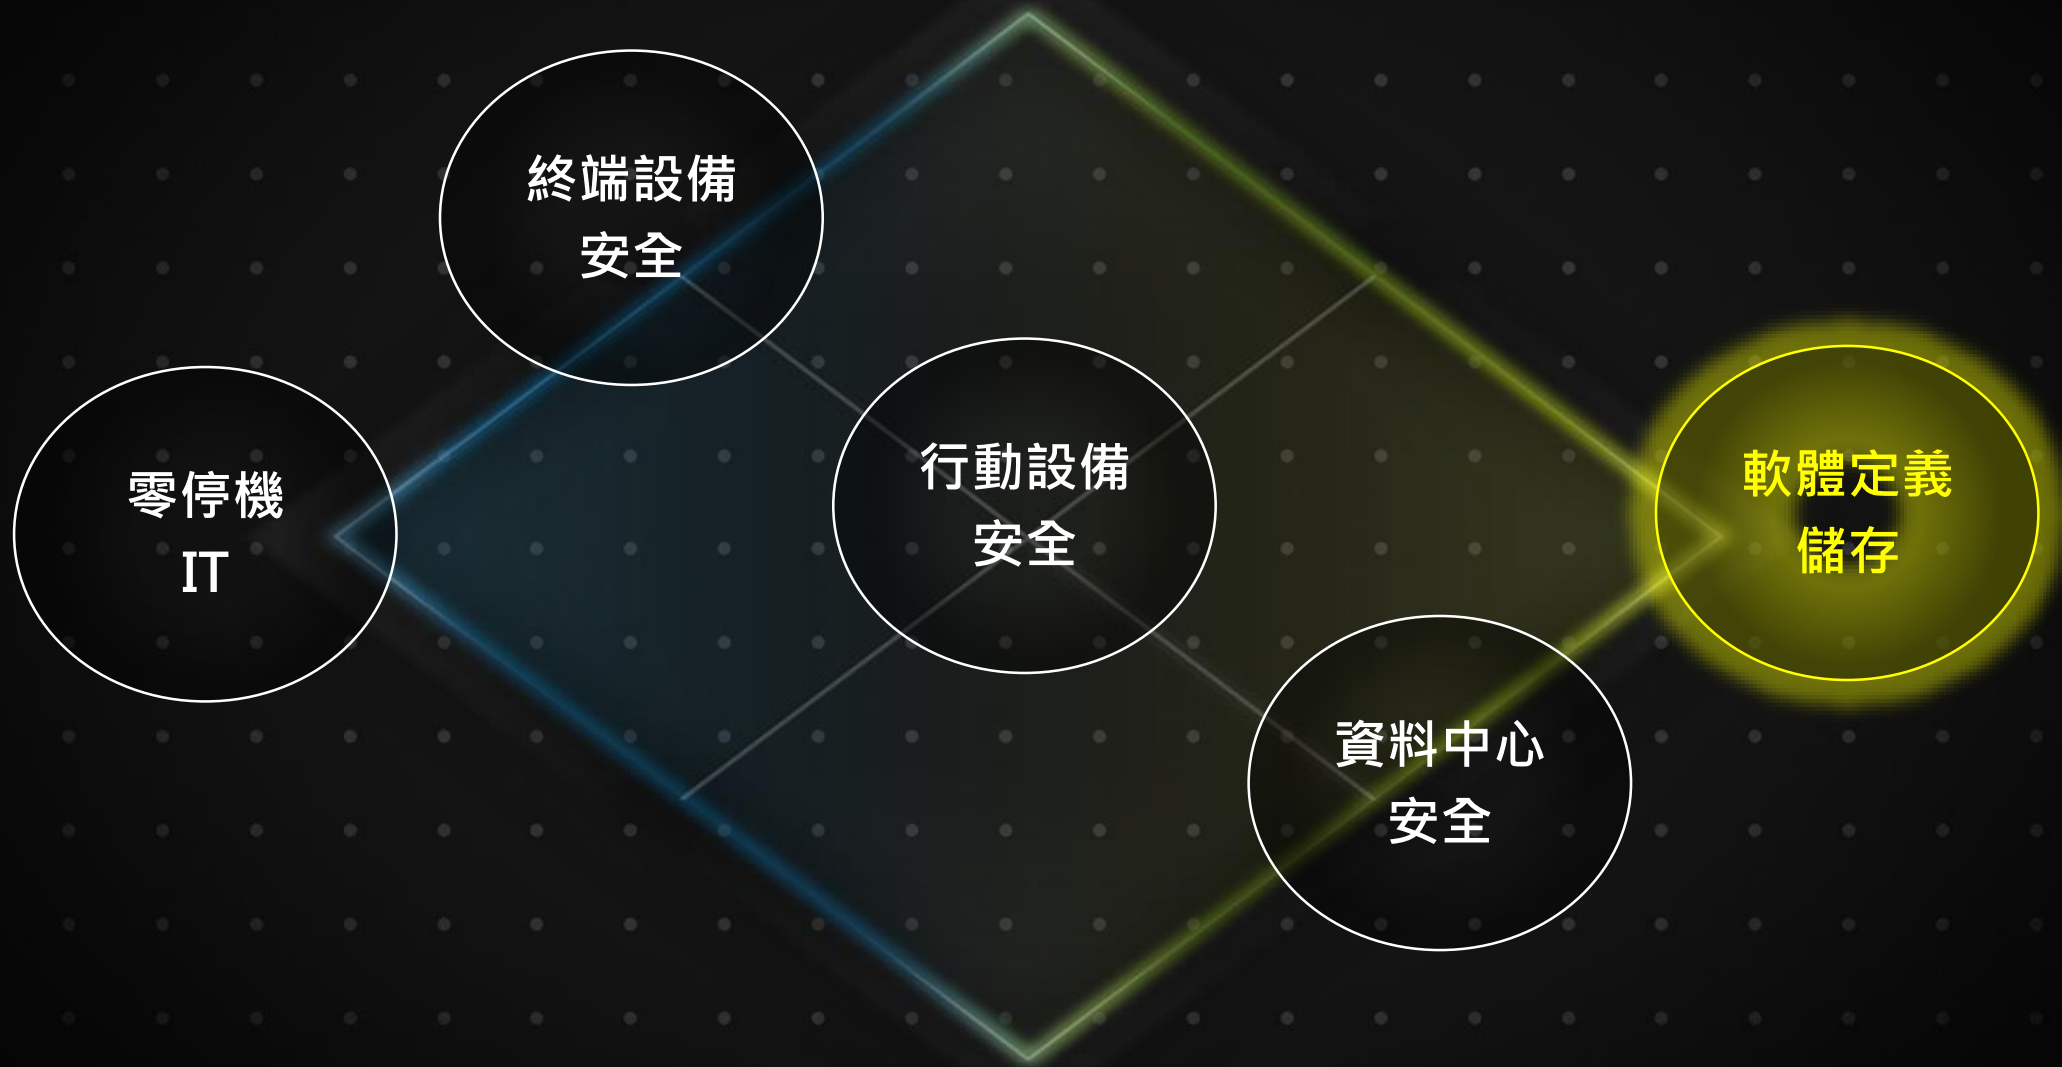 終端設備
安全
零停機
IT
行動設備
安全
軟體定義
儲存
資料中心
安全